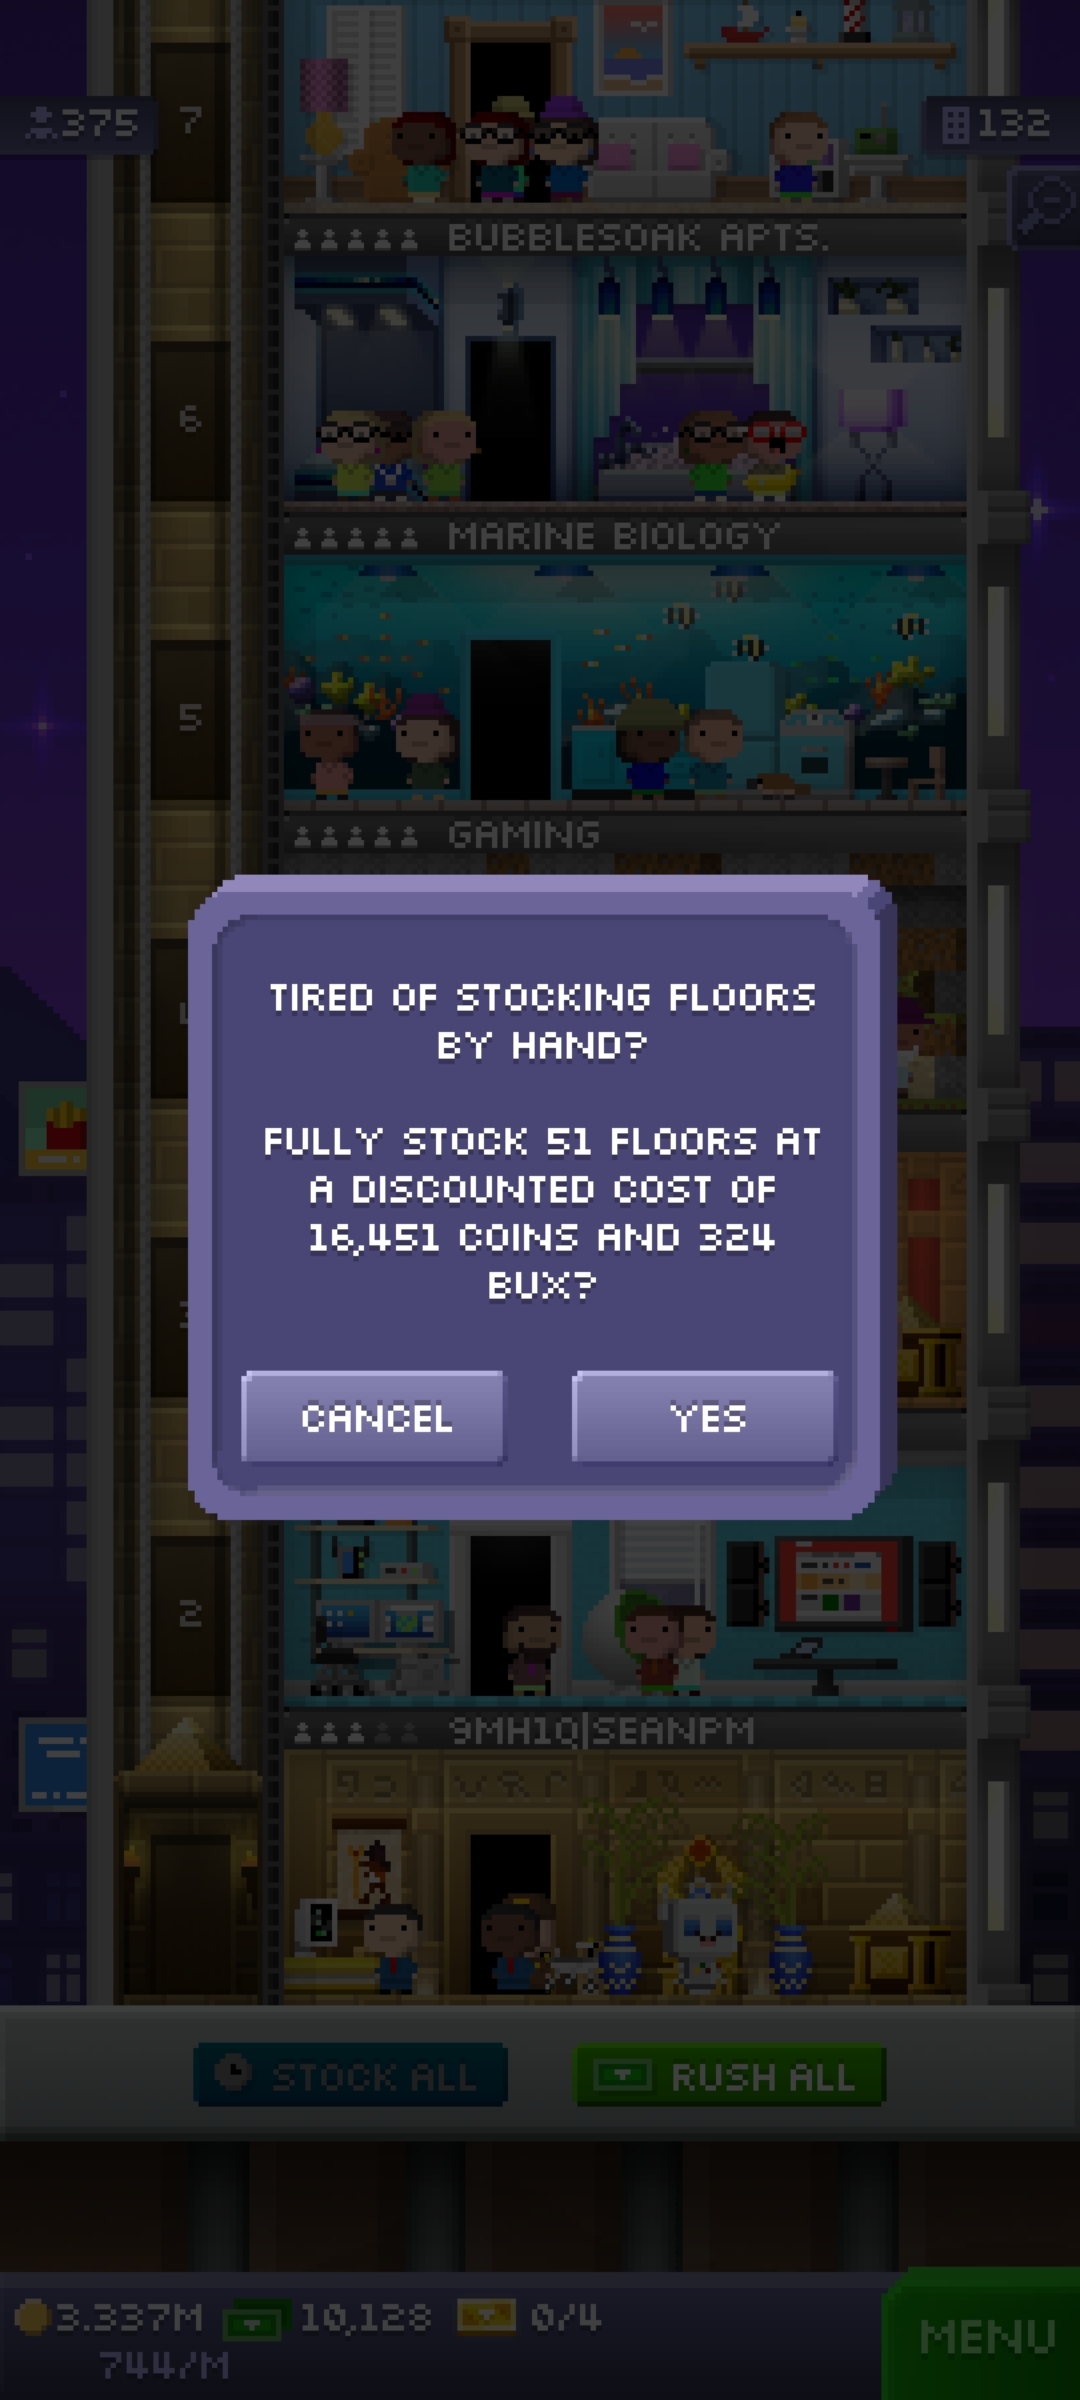 375
7
132
BUBBLESOAK APTS.
6
MARINE BIOLOGY
5
GAMING
TIRED OF STOCKING FLOORS
BY HAND?
FULLY STOCK 51 FLOORS AT
A DISCOUNTED COST OF
16,451 COINS AND 324
BUX?
CANCEL
YES
2
9MH1Q|SEANPM
STOCK ALL
RUSH ALL
3.337M
10,128
0/4
744/M
MENU